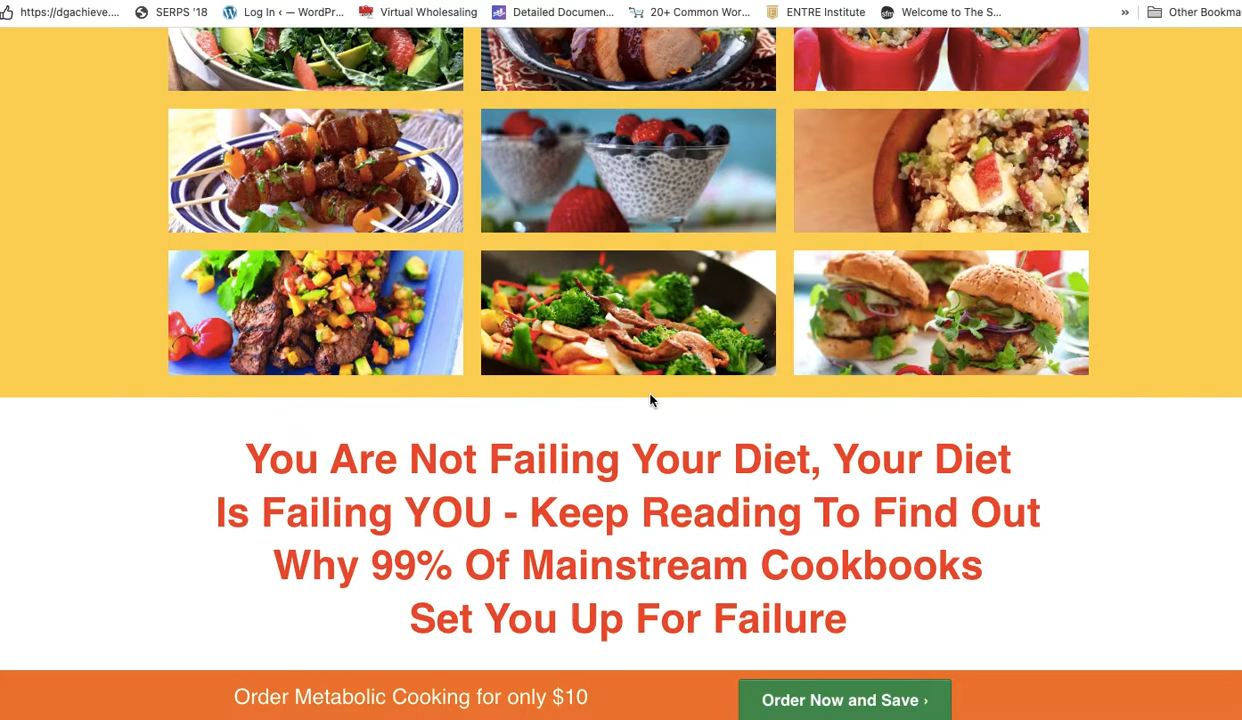 https://dgachieve.... SERPS '18 Log In ‹ — WordPr... Virtual Wholesaling Detailed Documen... 20+ Common Wor... ENTRE Institute sfm Welcome to The S... » Other Bookma
You Are Not Failing Your Diet, Your Diet
Is Failing YOU - Keep Reading To Find Out
Why 99% Of Mainstream Cookbooks
Set You Up For Failure
Order Metabolic Cooking for only $10
Order Now and Save ›